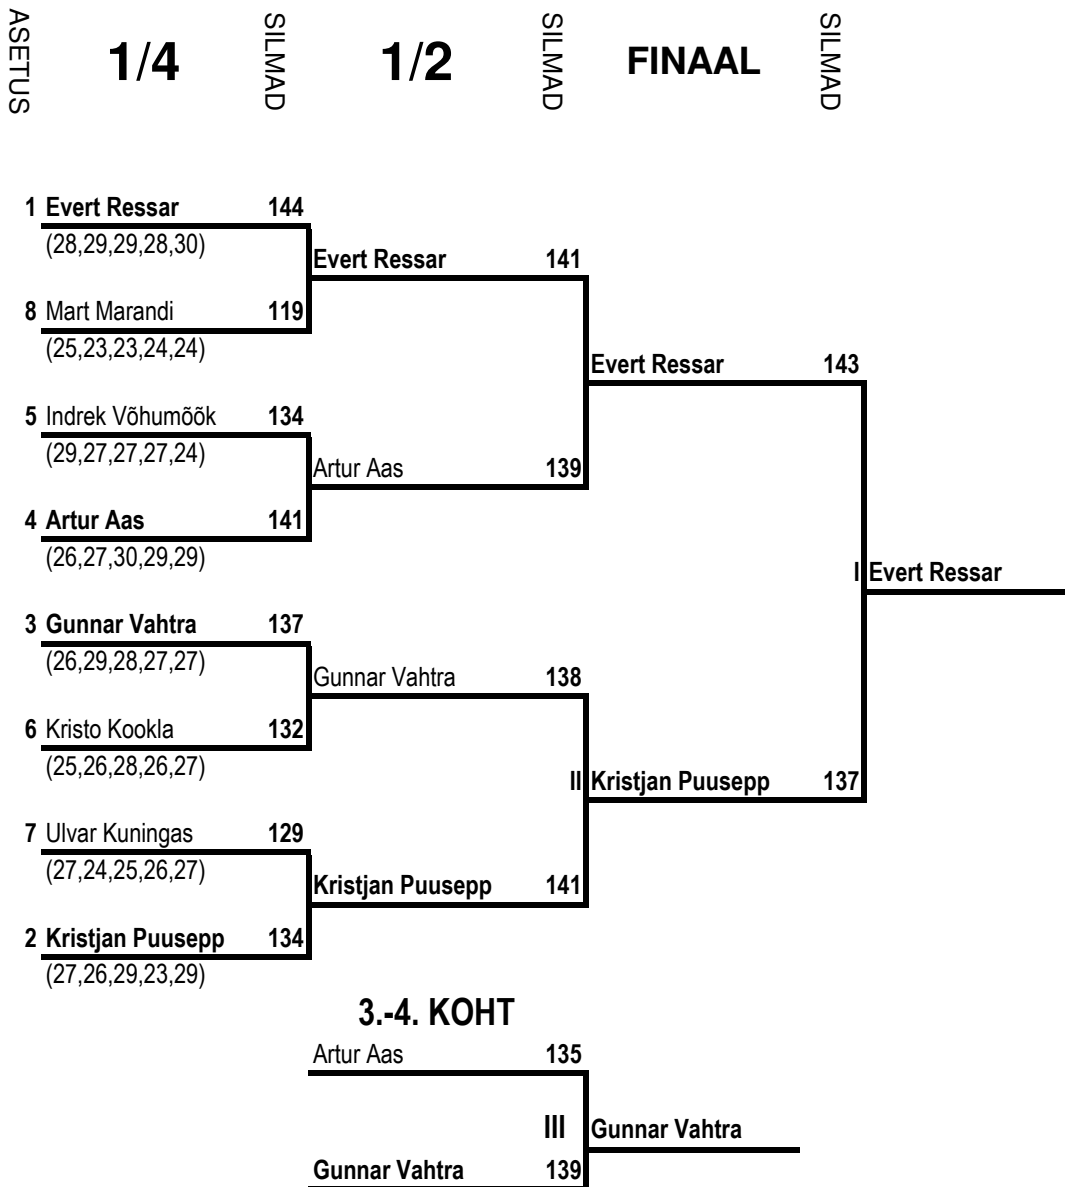 ASETUS 1/4 SILMAD 1/2 SILMAD FINAAL SILMAD
1 Evert Ressar 144
(28,29,29,28,30)
Evert Ressar 141
8 Mart Marandi 119
(25,23,23,24,24)
Evert Ressar 143
5 Indrek Võhumõõk 134
(29,27,27,27,24)
Artur Aas 139
4 Artur Aas 141
(26,27,30,29,29)
I Evert Ressar
3 Gunnar Vahtra 137
(26,29,28,27,27)
Gunnar Vahtra 138
6 Kristo Kookla 132
(25,26,28,26,27)
II Kristjan Puusepp 137
7 Ulvar Kuningas 129
(27,24,25,26,27)
Kristjan Puusepp 141
2 Kristjan Puusepp 134
(27,26,29,23,29)
3.-4. KOHT
Artur Aas 135
III Gunnar Vahtra
Gunnar Vahtra 139